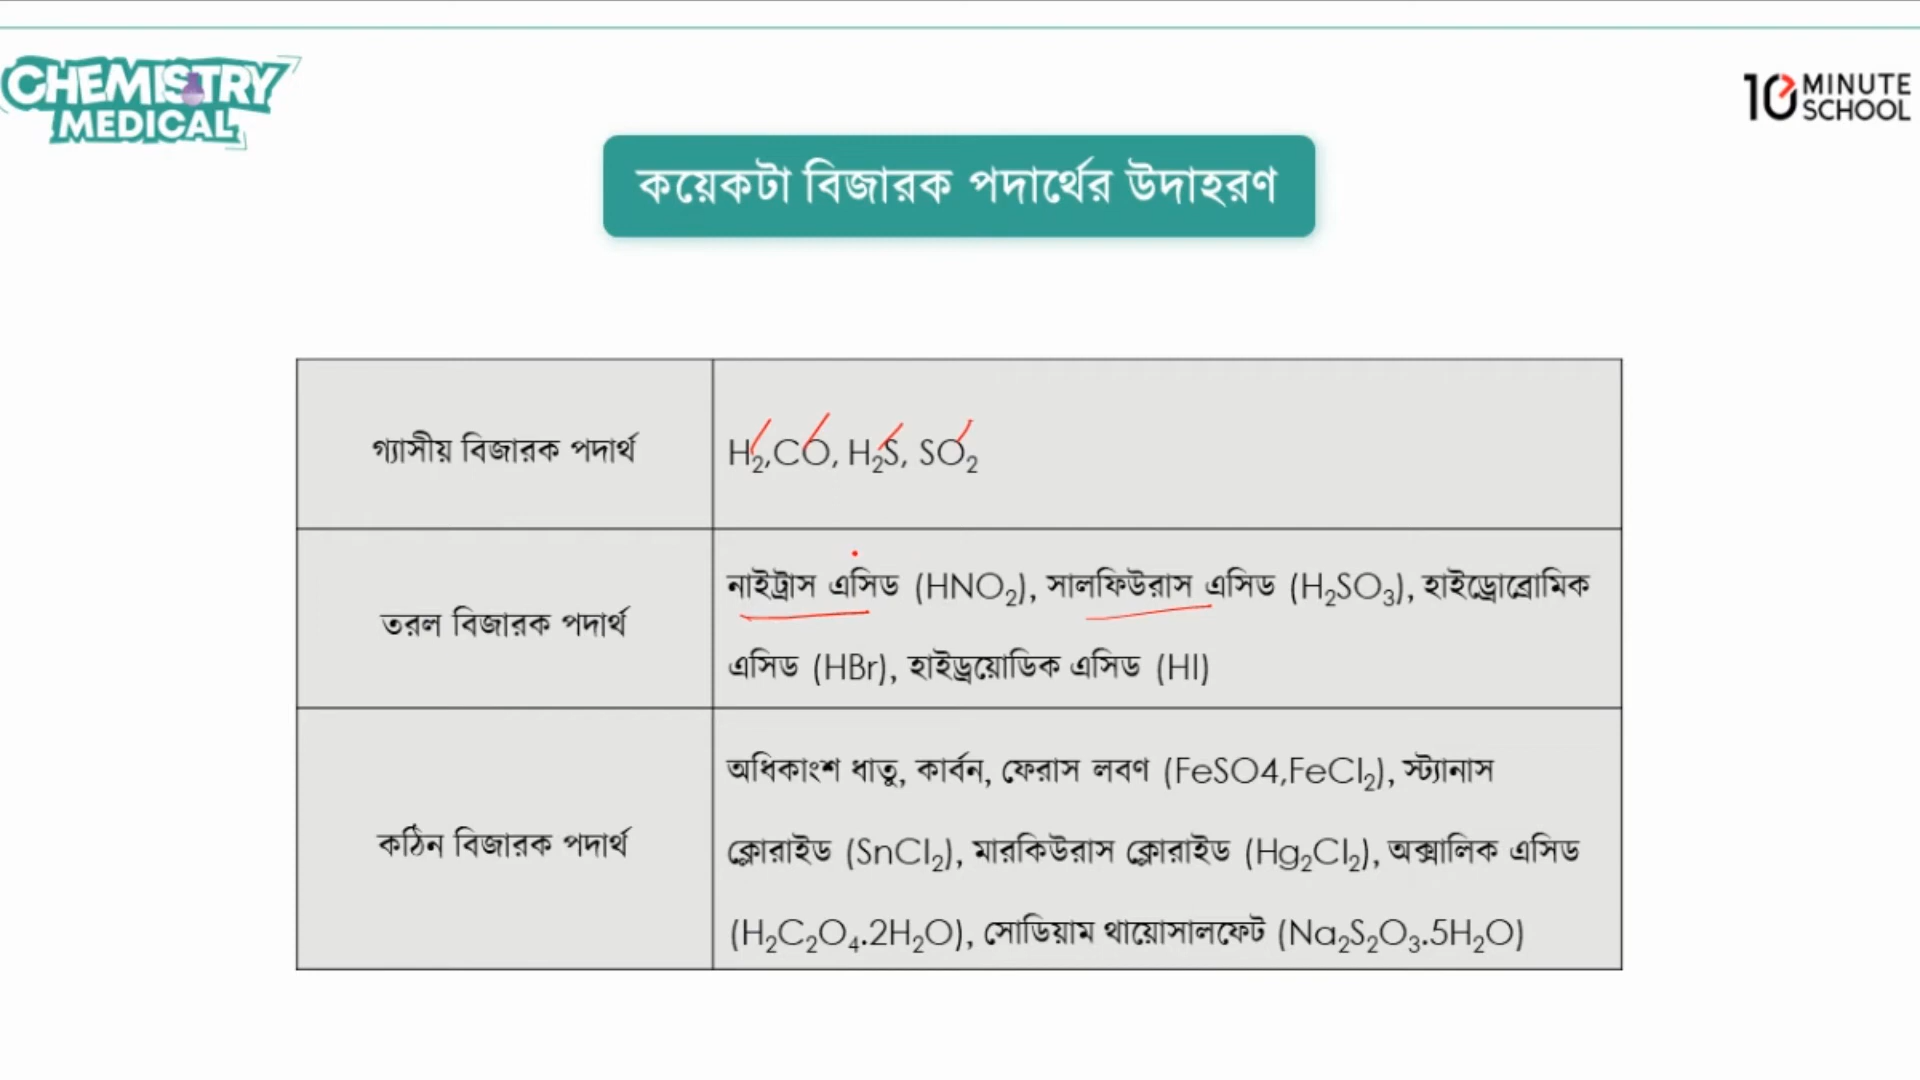 CHEMISTRY
MEDICAL
10 MINUTE
SCHOOL
কয়েকটা বিজারক পদার্থের উদাহরণ
গ্যাসীয় বিজারক পদার্থ
H₂,CO, H₂S, SO₂
তরল বিজারক পদার্থ
নাইট্রাস এসিড (HNO₂), সালফিউরাস এসিড (H₂SO₃), হাইড্রোব্রোমিক
এসিড (HBr), হাইড্রয়োডিক এসিড (HI)
কঠিন বিজারক পদার্থ
অধিকাংশ ধাতু, কার্বন, ফেরাস লবণ (FeSO4,FeCl₂), স্ট্যানাস
ক্লোরাইড (SnCl₂), মারকিউরাস ক্লোরাইড (Hg₂Cl₂), অক্সালিক এসিড
(H₂C₂O₄.2H₂O), সোডিয়াম থায়োসালফেট (Na₂S₂O₃.5H₂O)